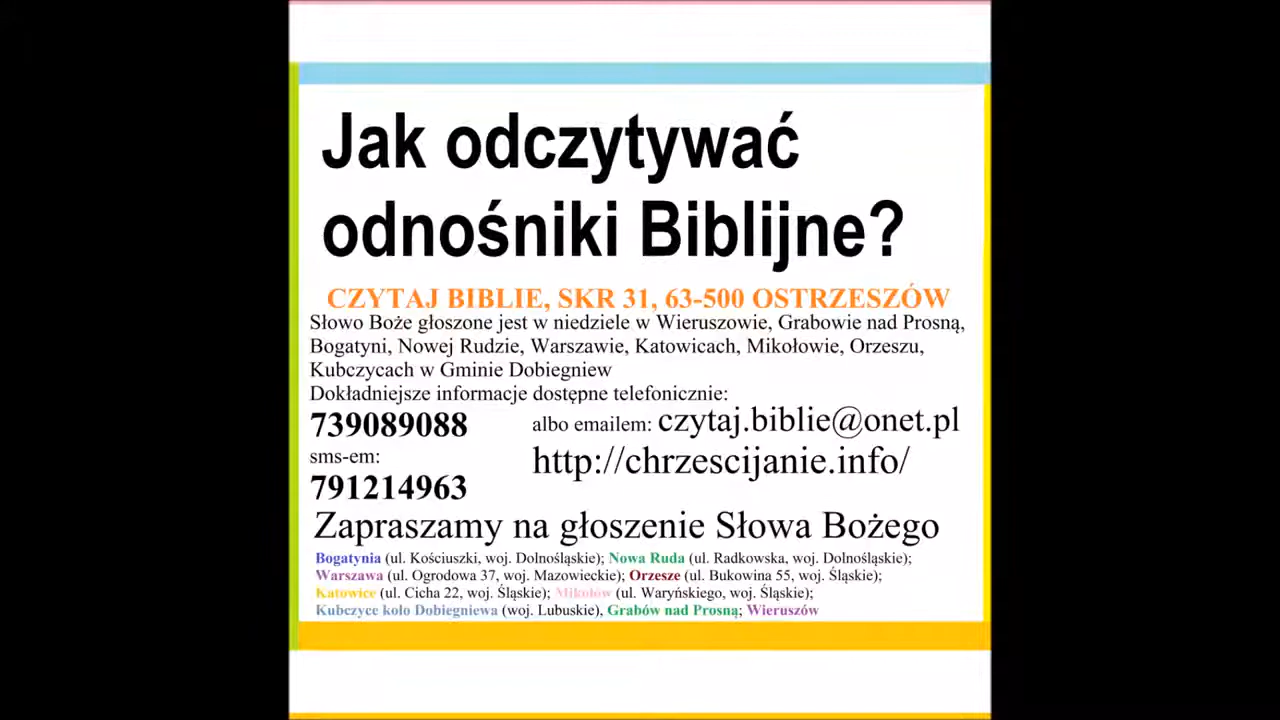 Jak odczytywać
odnośniki Biblijne?
CZYTAJ BIBLIE, SKR 31, 63-500 OSTRZESZÓW
Słowo Boże głoszone jest w niedziele w Wieruszowie, Grabowie nad Prosną,
Bogatyni, Nowej Rudzie, Warszawie, Katowicach, Mikołowie, Orzeszu,
Kubczycach w Gminie Dobiegniew
Dokładniejsze informacje dostępne telefonicznie:
739089088
albo emailem: czytaj.biblie@onet.pl
sms-em:
http://chrzescijanie.info/
791214963
Zapraszamy na głoszenie Słowa Bożego
Bogatynia (ul. Kościuszki, woj. Dolnośląskie); Nowa Ruda (ul. Radkowska, woj. Dolnośląskie);
Warszawa (ul. Ogrodowa 37, woj. Mazowieckie); Orzesze (ul. Bukowina 55, woj. Śląskie);
Katowice (ul. Cicha 22, woj. Śląskie); Mikołów (ul. Waryńskiego, woj. Śląskie);
Kubczyce koło Dobiegniewa (woj. Lubuskie), Grabów nad Prosną; Wieruszów